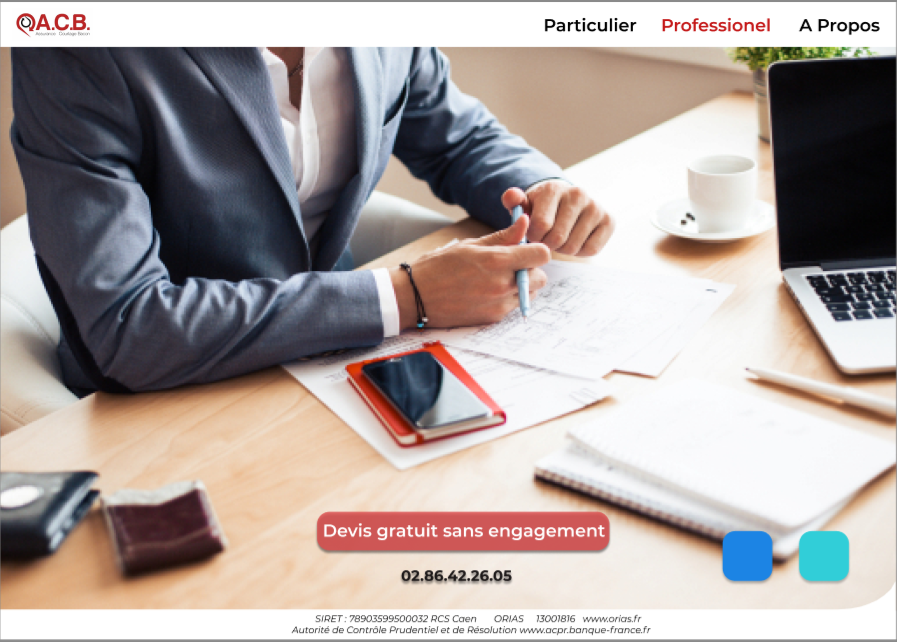 A.C.B.
Assurance Courtage Bocain
Particulier Professionel A Propos
Devis gratuit sans engagement
02.86.42.26.05
SIRET : 78903599500032 RCS Caen ORIAS 13001816 www.orias.fr
Autorité de Contrôle Prudentiel et de Résolution www.acpr.banque-france.fr